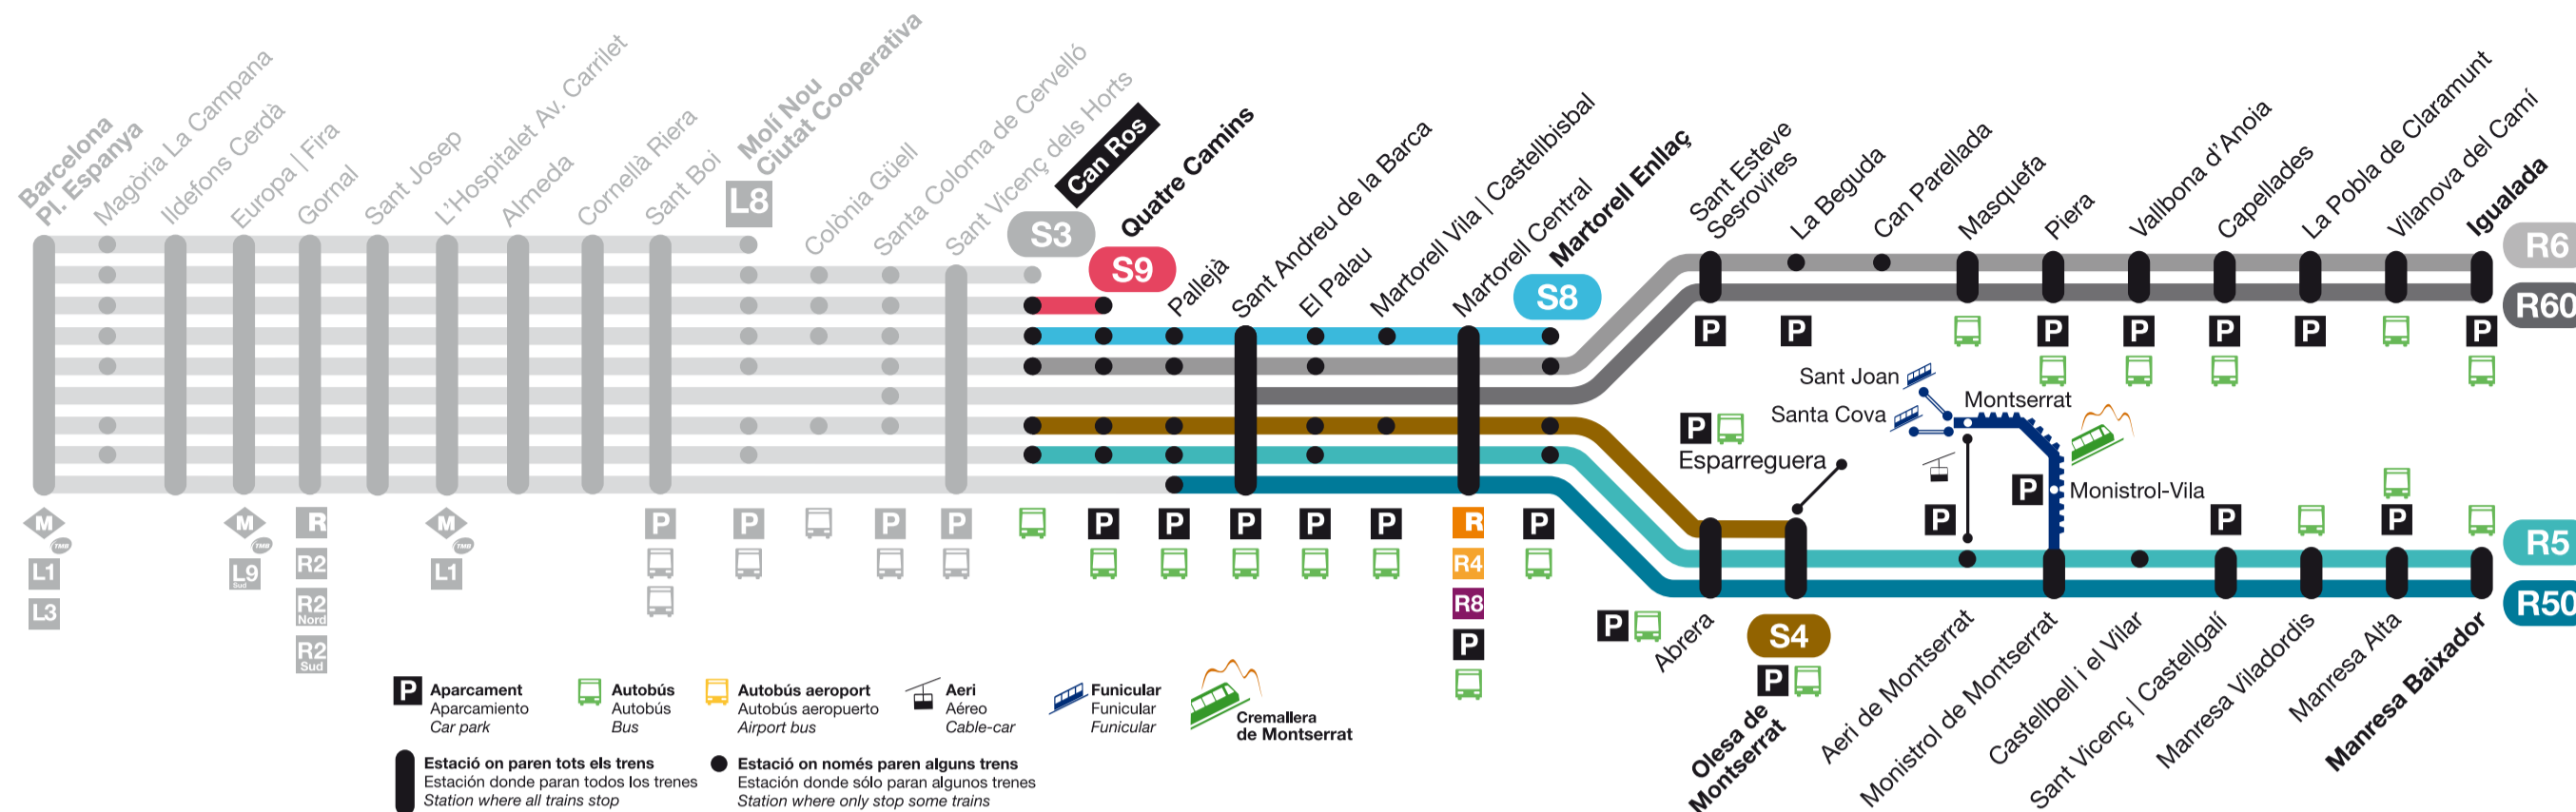 Barcelona
Pl. Espanya
Magòria La Campana
Ildefons Cerdà
Europa | Fira
Gornal
Sant Josep
L'Hospitalet Av. Carrilet
Almeda
Cornellà Riera
Sant Boi
Molí Nou
Ciutat Cooperativa
L8
Colònia Güell
Santa Coloma de Cervelló
Sant Vicenç dels Horts
Can Ros
S3
Quatre Camins
S9
Pallejà
Sant Andreu de la Barca
El Palau
Martorell Vila | Castellbisbal
Martorell Central
Martorell Enllaç
S8
Sant Esteve
Sesrovires
La Beguda
Can Parellada
Masquefa
Piera
Vallbona d'Anoia
Capellades
La Pobla de Claramunt
Vilanova del Camí
Igualada
R6
R60
P
P
P
P
P
P
P
Sant Joan
Santa Cova
Montserrat
P
Esparreguera
P
P
Monistrol-Vila
P
P
R5
R50
M
TMB
L1
L3
M
TMB
L9
Sud
R
R2
R2
Nord
R2
Sud
M
TMB
L1
P
P
P
P
P
P
P
P
P
R
R4
R8
P
P
P
Abrera
S4
P
Olesa de
Montserrat
Aeri de Montserrat
Monistrol de Montserrat
Castellbell i el Vilar
Sant Vicenç | Castellgalí
Manresa Viladordis
Manresa Alta
Manresa Baixador
P
Aparcament
Aparcamiento
Car park
Autobús
Autobús
Bus
Autobús aeroport
Autobús aeropuerto
Airport bus
Aeri
Aéreo
Cable-car
Funicular
Funicular
Funicular
Cremallera
de Montserrat
Estació on paren tots els trens
Estación donde paran todos los trenes
Station where all trains stop
Estació on només paren alguns trens
Estación donde sólo paran algunos trenes
Station where only stop some trains